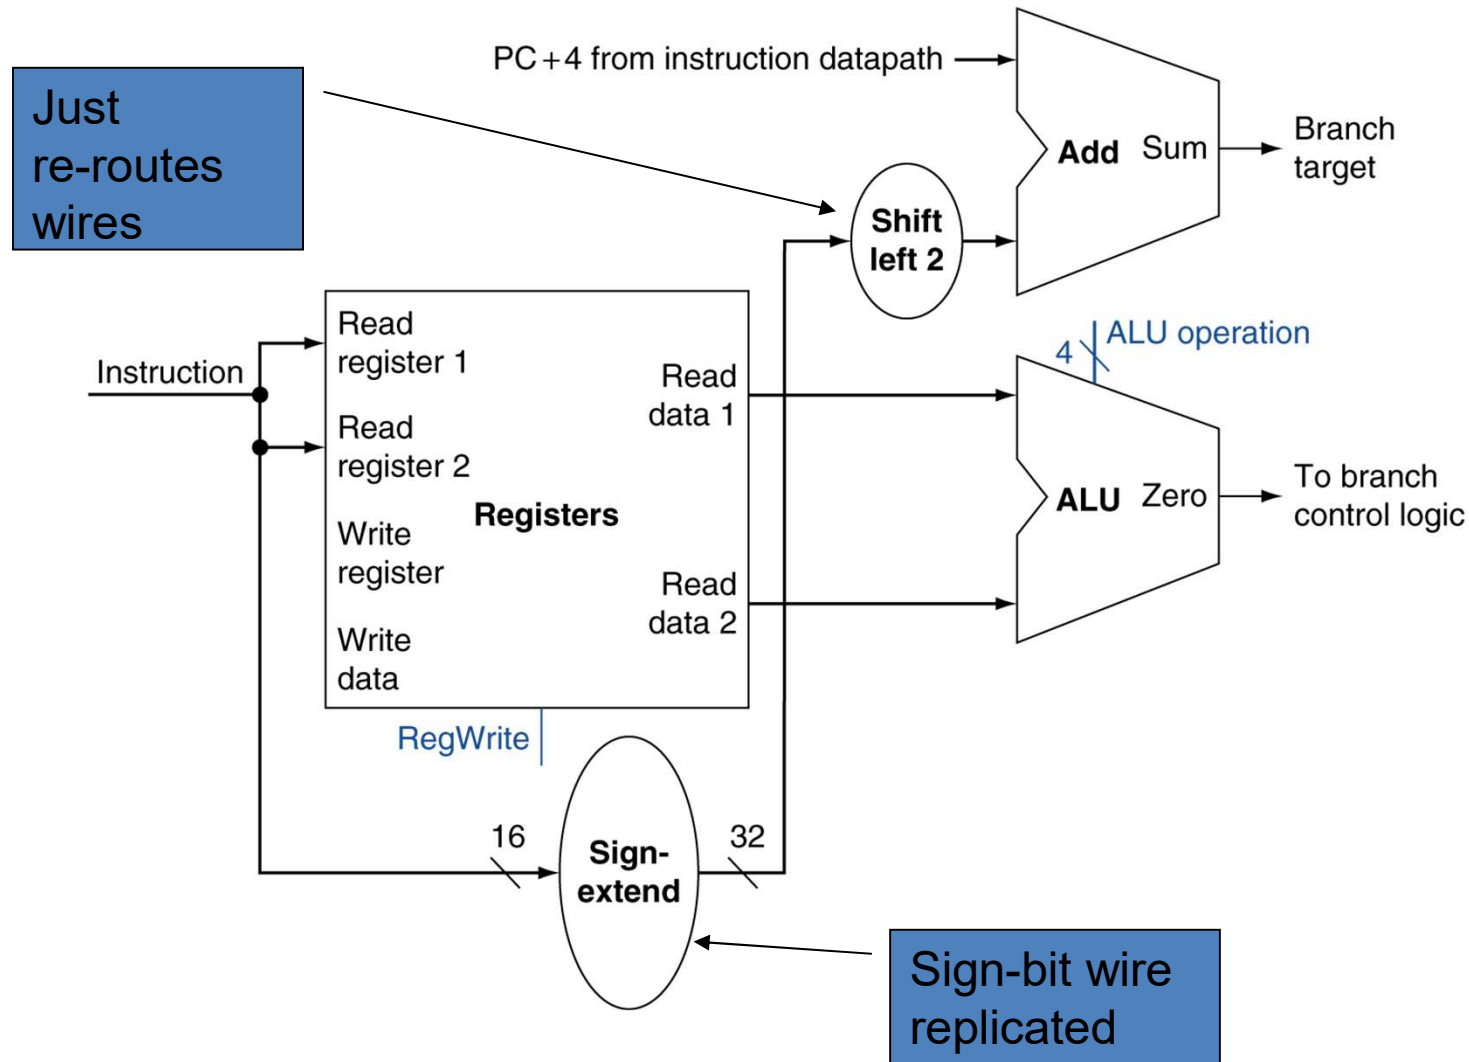 PC+4 from instruction datapath
Just
re-routes
wires
Add Sum
Branch
target
Shift
left 2
Instruction
Read
register 1
Read
register 2
Write
register
Write
data
Registers
Read
data 1
Read
data 2
RegWrite
4
ALU operation
ALU Zero
To branch
control logic
16
Sign-
extend
32
Sign-bit wire
replicated